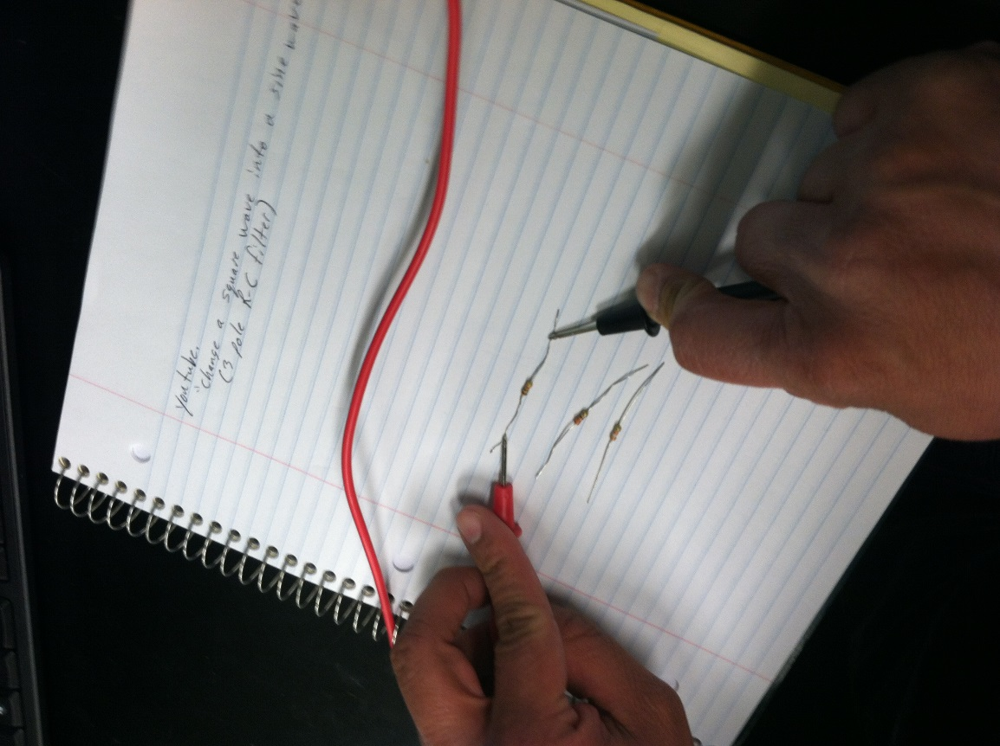 Youtube.
"change a square wave into a sine wave
(3 pole R-C filter)